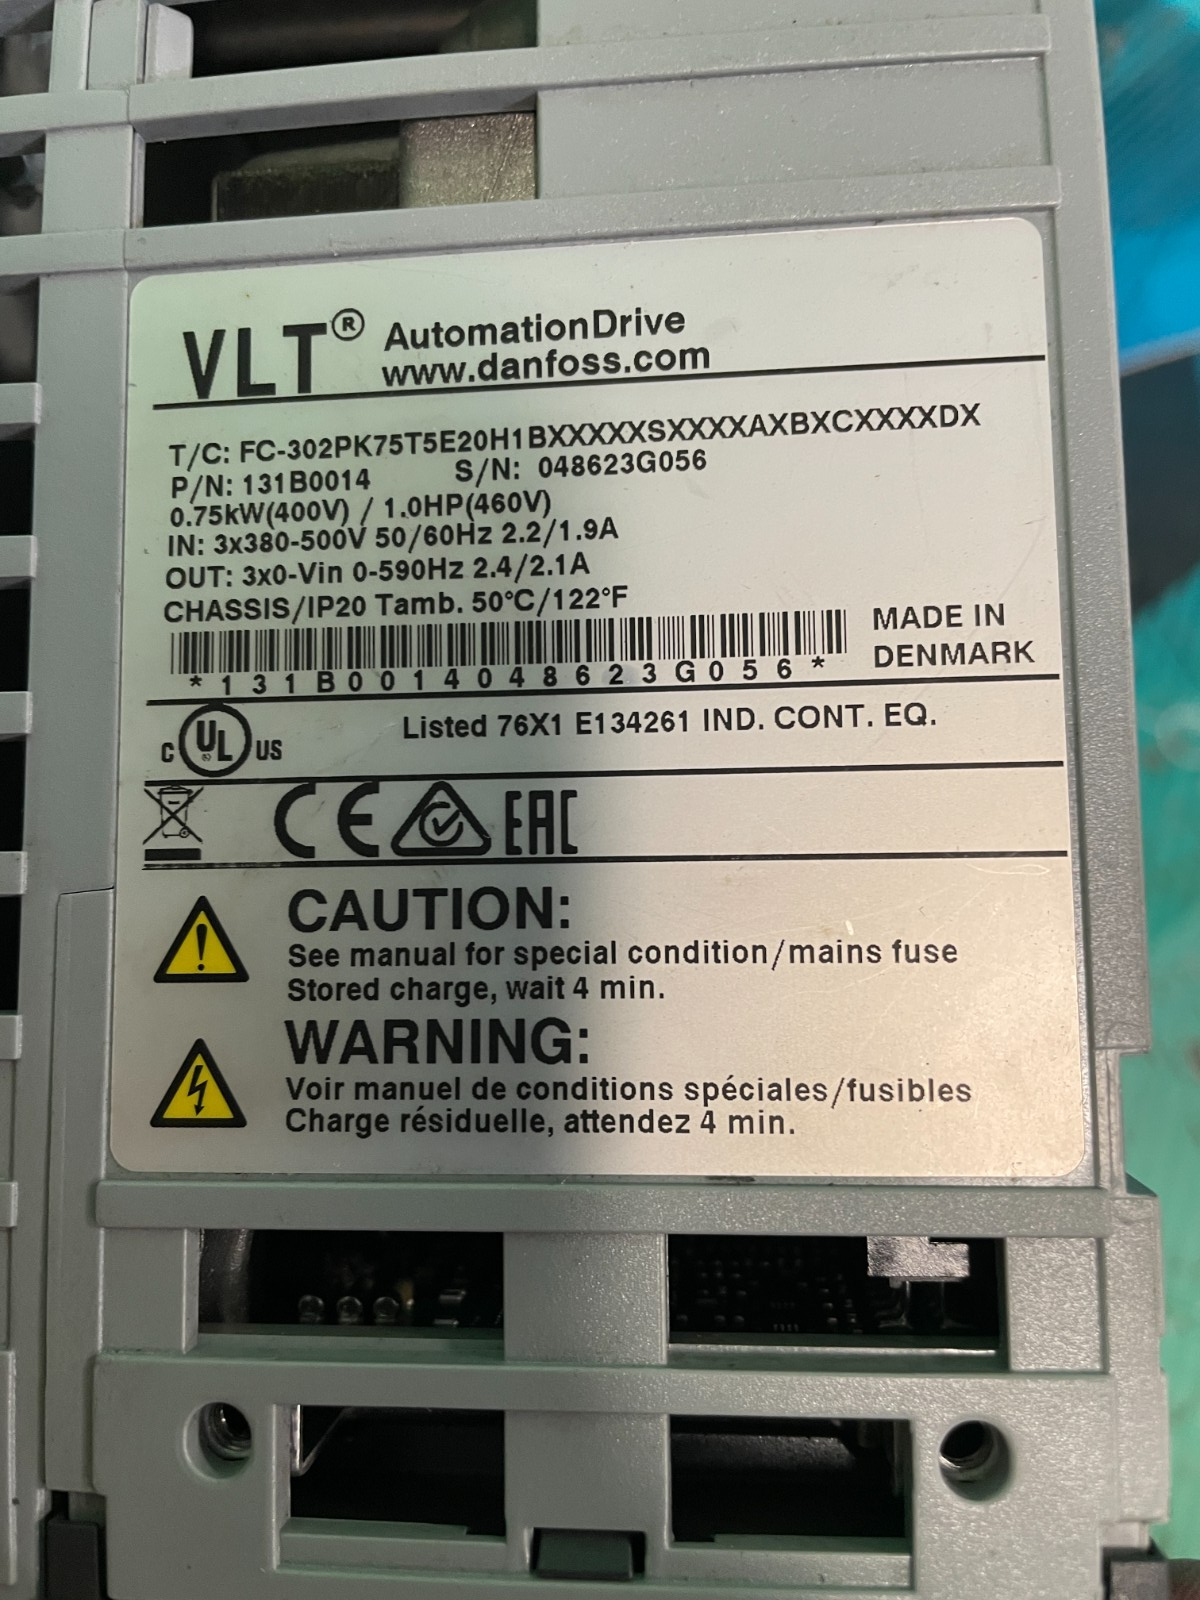 VLT® AutomationDrive
www.danfoss.com
T/C: FC-302PK75T5E20H1BXXXXXSXXXXAXBXCXXXXDX
P/N: 131B0014 S/N: 048623G056
0.75kW(400V) / 1.0HP(460V)
IN: 3x380-500V 50/60Hz 2.2/1.9A
OUT: 3x0-Vin 0-590Hz 2.4/2.1A
CHASSIS/IP20 Tamb. 50°C/122°F
MADE IN
DENMARK
*131B0014048623G056*
C UL® US Listed 76X1 E134261 IND. CONT. EQ.
CE EAC
CAUTION:
See manual for special condition/mains fuse
Stored charge, wait 4 min.
WARNING:
Voir manuel de conditions spéciales/fusibles
Charge résiduelle, attendez 4 min.